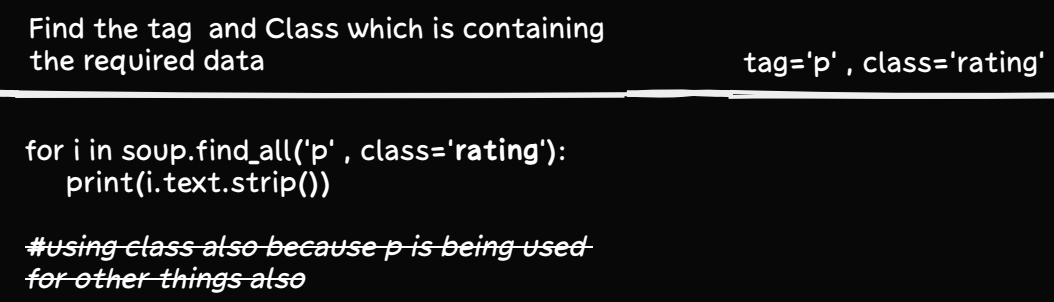 Find the tag  and Class which is containing
the required data
tag='p' , class='rating'
for i in soup.find_all('p' , class='rating'):
print(i.text.strip())
#using class also because p is being used
for other things also